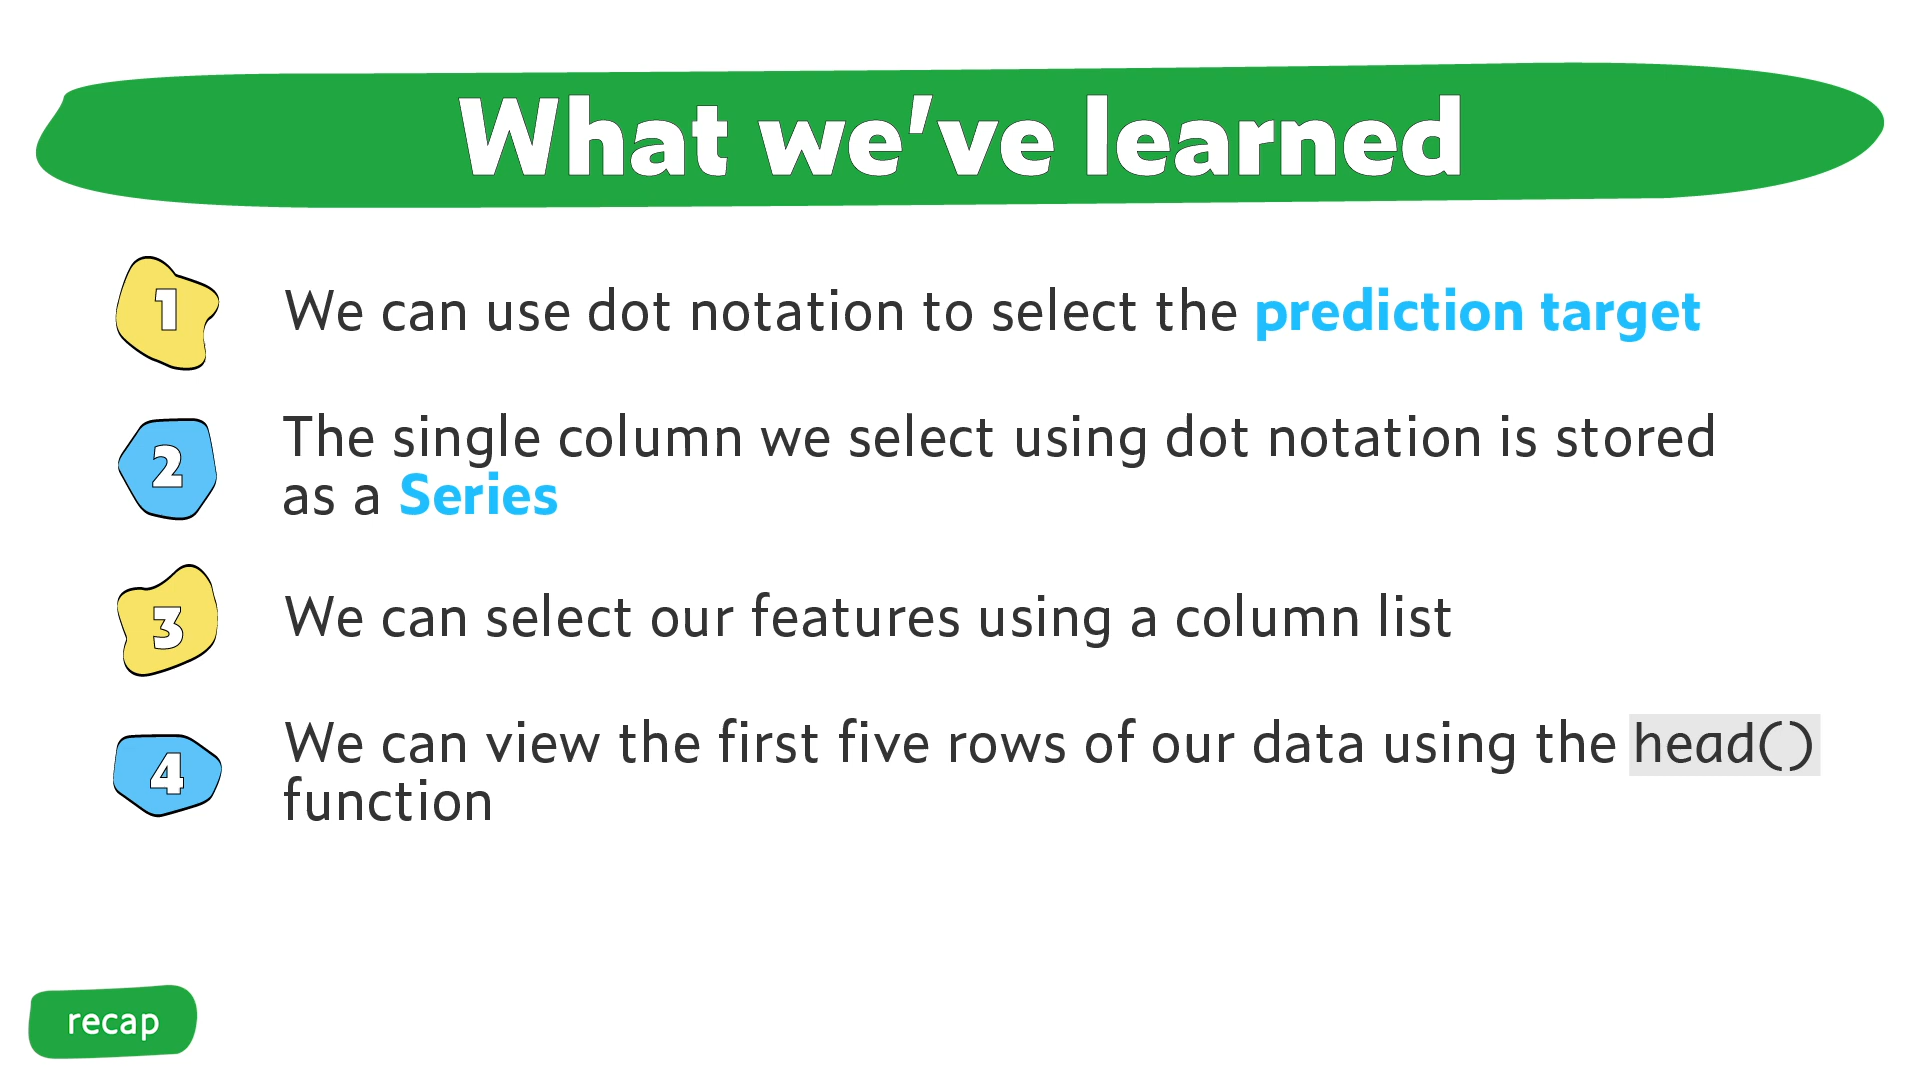 What we've learned
1
We can use dot notation to select the prediction target
2
The single column we select using dot notation is stored
as a Series
3
We can select our features using a column list
4
We can view the first five rows of our data using the head()
function
recap